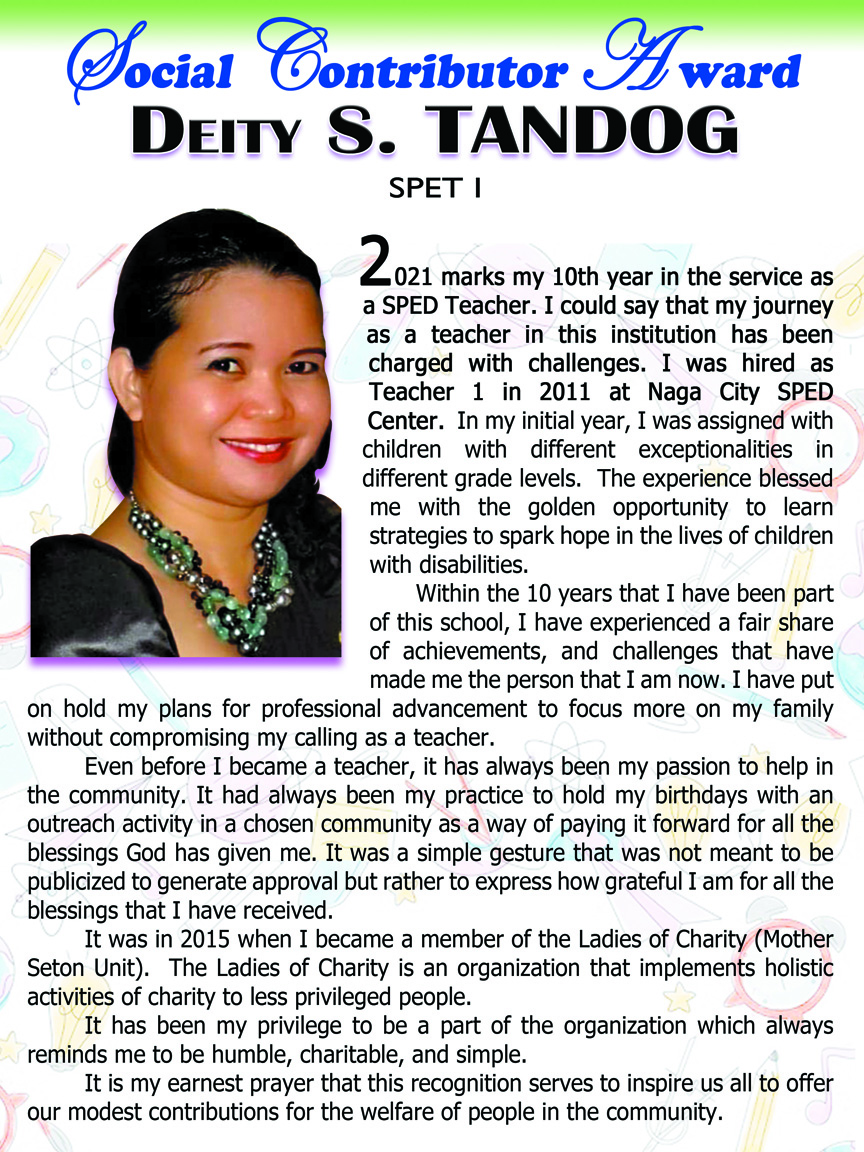 Social Contributor Award
DEITY S. TANDOG
SPET I
2021 marks my 10th year in the service as
a SPED Teacher. I could say that my journey
as a teacher in this institution has been
charged with challenges. I was hired as
Teacher 1 in 2011 at Naga City SPED
Center. In my initial year, I was assigned with
children with different exceptionalities in
different grade levels. The experience blessed
me with the golden opportunity to learn
strategies to spark hope in the lives of children
with disabilities.
Within the 10 years that I have been part
of this school, I have experienced a fair share
of achievements, and challenges that have
made me the person that I am now. I have put
on hold my plans for professional advancement to focus more on my family
without compromising my calling as a teacher.
Even before I became a teacher, it has always been my passion to help in
the community. It had always been my practice to hold my birthdays with an
outreach activity in a chosen community as a way of paying it forward for all the
blessings God has given me. It was a simple gesture that was not meant to be
publicized to generate approval but rather to express how grateful I am for all the
blessings that I have received.
It was in 2015 when I became a member of the Ladies of Charity (Mother
Seton Unit). The Ladies of Charity is an organization that implements holistic
activities of charity to less privileged people.
It has been my privilege to be a part of the organization which always
reminds me to be humble, charitable, and simple.
It is my earnest prayer that this recognition serves to inspire us all to offer
our modest contributions for the welfare of people in the community.